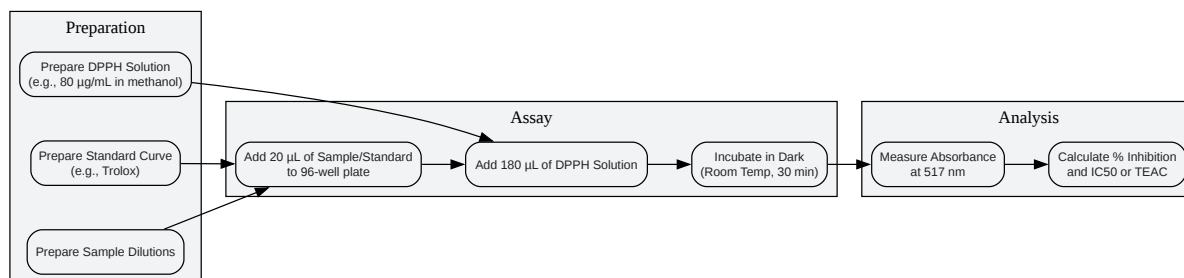 Preparation
Prepare DPPH Solution
(e.g., 80 µg/mL in methanol)
Prepare Standard Curve
(e.g., Trolox)
Prepare Sample Dilutions
Assay
Add 20 µL of Sample/Standard
to 96-well plate
Add 180 µL of DPPH Solution
Incubate in Dark
(Room Temp, 30 min)
Analysis
Measure Absorbance
at 517 nm
Calculate % Inhibition
and IC50 or TEAC